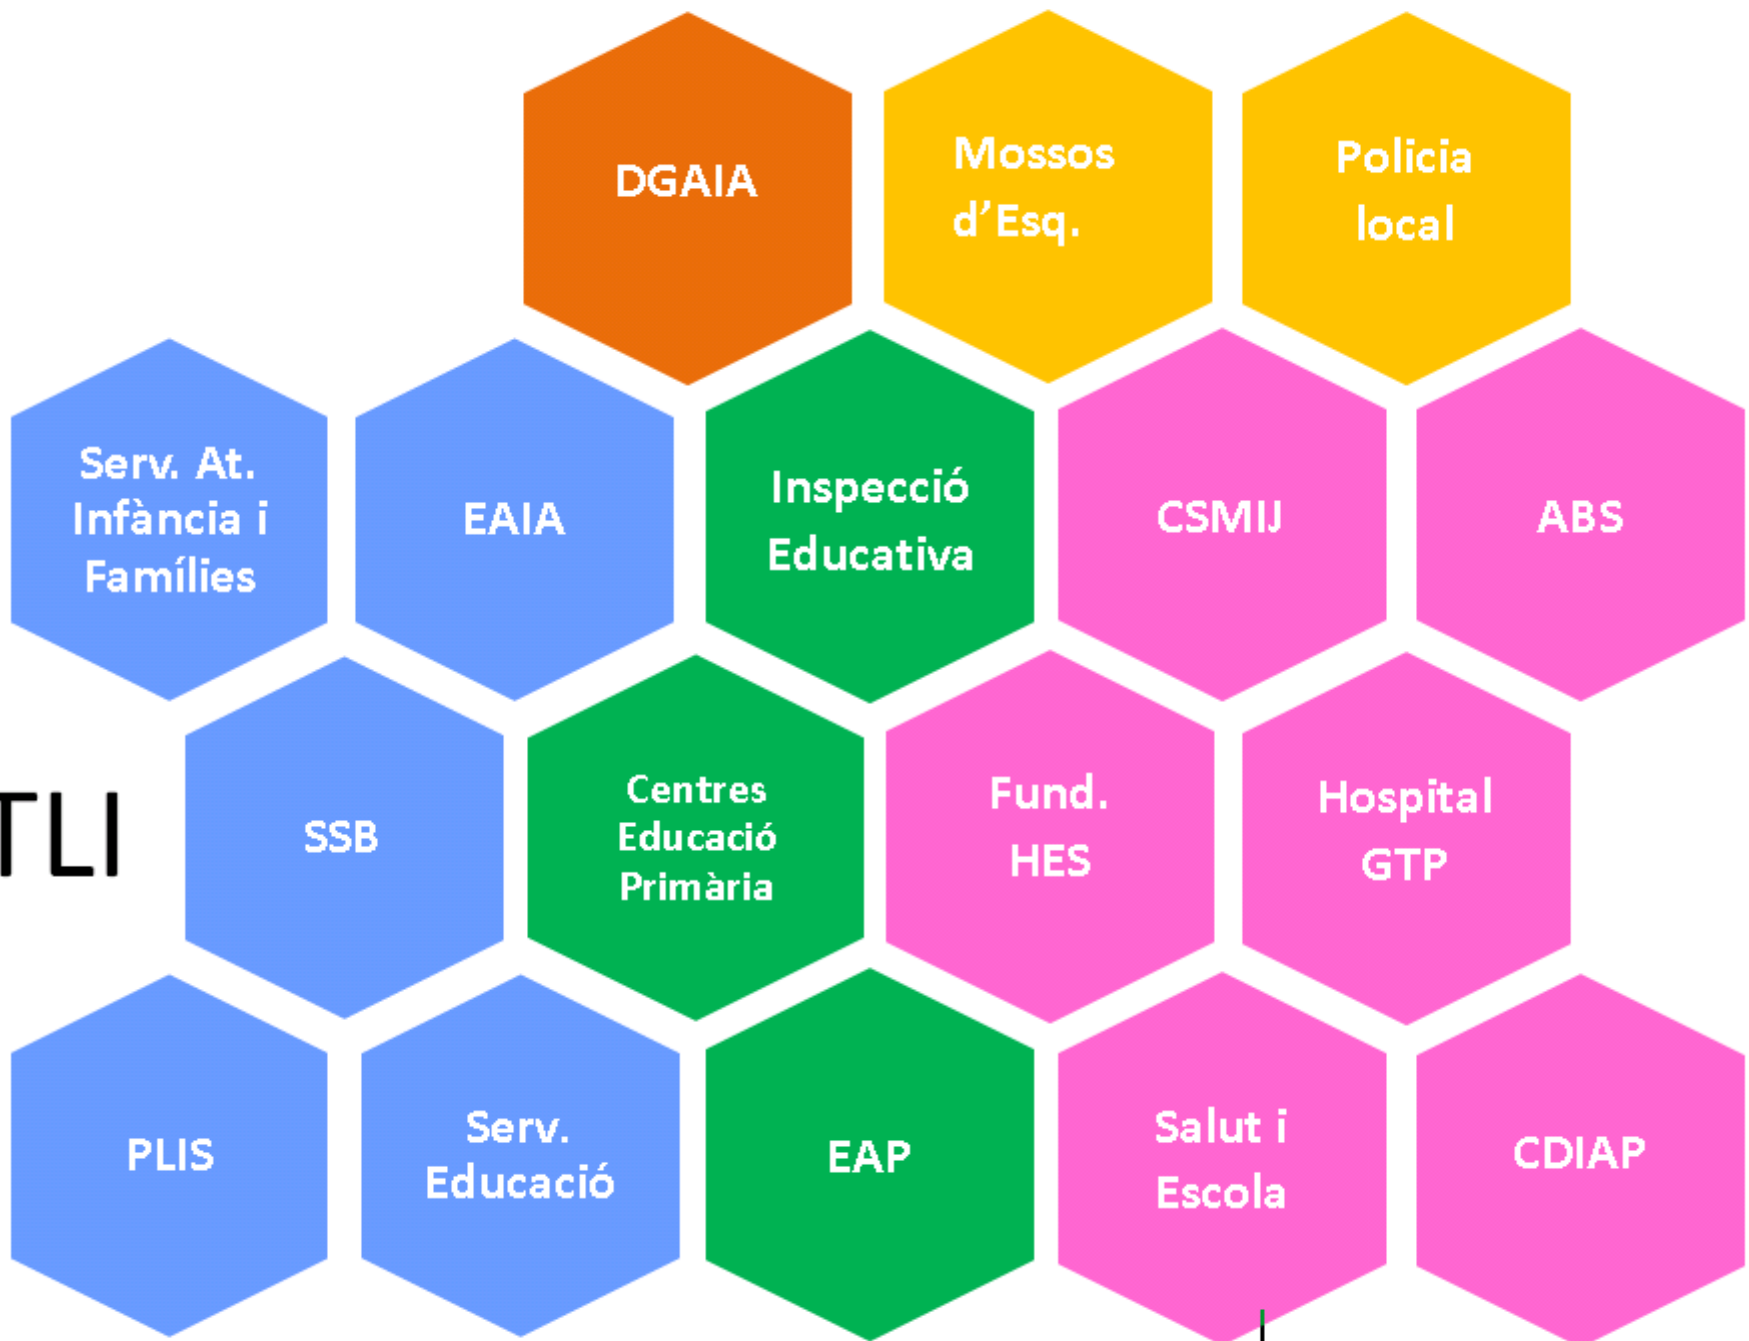 DGAIA
Mossos
d'Esq.
Policia
local
Serv. At.
Infància i
Famílies
EAIA
Inspecció
Educativa
CSMIJ
ABS
TLI
SSB
Centres
Educació
Primària
Fund.
HES
Hospital
GTP
PLIS
Serv.
Educació
EAP
Salut i
Escola
CDIAP